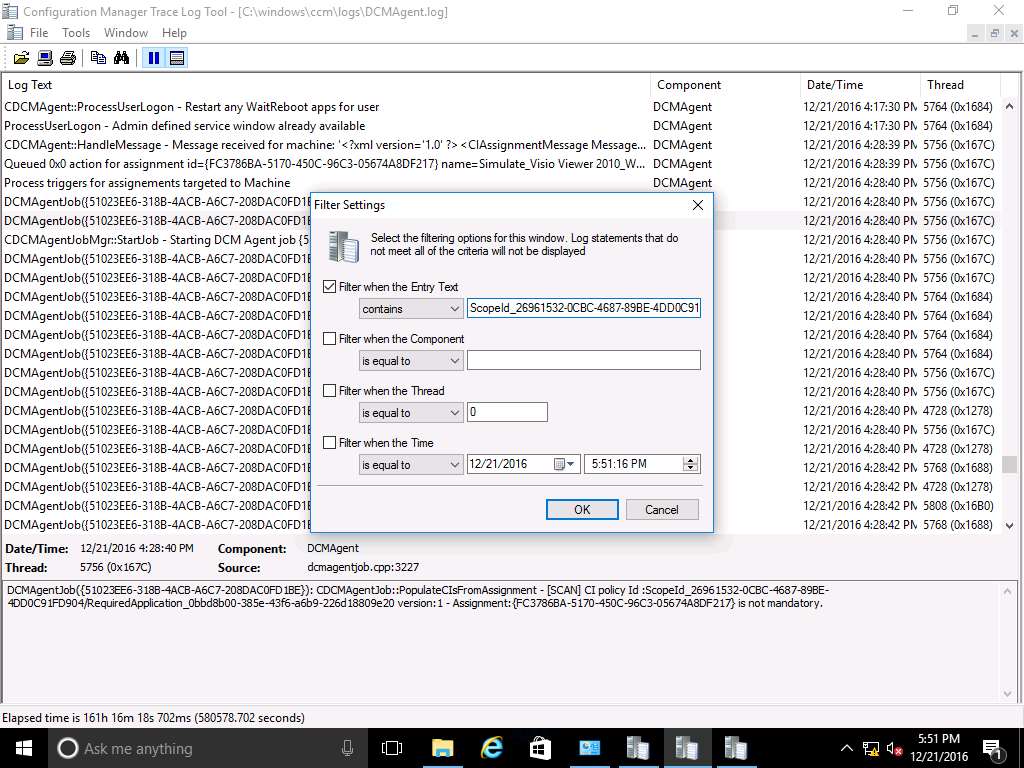 Configuration Manager Trace Log Tool - [C:\windows\ccm\logs\DCMAgent.log]
File Tools Window Help
Log Text Component Date/Time Thread
CDCMAgent::ProcessUserLogon - Restart any WaitReboot apps for user DCMAgent 12/21/2016 4:17:30 PM 5764 (0x1684)
ProcessUserLogon - Admin defined service window already available DCMAgent 12/21/2016 4:17:30 PM 5764 (0x1684)
CDCMAgent::HandleMessage - Message received for machine: '<?xml version='1.0' ?> <CIAssignmentMessage Message... DCMAgent 12/21/2016 4:28:39 PM 5756 (0x167C)
Queued 0x0 action for assignment id={FC3786BA-5170-450C-96C3-05674A8DF217} name=Simulate_Visio Viewer 2010_W... DCMAgent 12/21/2016 4:28:39 PM 5756 (0x167C)
Process triggers for assignements targeted to Machine DCMAgent 12/21/2016 4:28:40 PM 5756 (0x167C)
DCMAgentJob({51023EE6-318B-4ACB-A6C7-208DAC0FD1B 12/21/2016 4:28:40 PM 5756 (0x167C)
DCMAgentJob({51023EE6-318B-4ACB-A6C7-208DAC0FD1B 12/21/2016 4:28:40 PM 5756 (0x167C)
CDCMAgentJobMgr::StartJob - Starting DCM Agent job {5 12/21/2016 4:28:40 PM 5756 (0x167C)
DCMAgentJob({51023EE6-318B-4ACB-A6C7-208DAC0FD1B 12/21/2016 4:28:40 PM 5756 (0x167C)
DCMAgentJob({51023EE6-318B-4ACB-A6C7-208DAC0FD1B 12/21/2016 4:28:40 PM 5756 (0x167C)
DCMAgentJob({51023EE6-318B-4ACB-A6C7-208DAC0FD1B 12/21/2016 4:28:40 PM 5764 (0x1684)
DCMAgentJob({51023EE6-318B-4ACB-A6C7-208DAC0FD1B 12/21/2016 4:28:40 PM 5764 (0x1684)
DCMAgentJob({51023EE6-318B-4ACB-A6C7-208DAC0FD1B 12/21/2016 4:28:40 PM 5764 (0x1684)
DCMAgentJob({51023EE6-318B-4ACB-A6C7-208DAC0FD1B 12/21/2016 4:28:40 PM 5764 (0x1684)
DCMAgentJob({51023EE6-318B-4ACB-A6C7-208DAC0FD1B 12/21/2016 4:28:40 PM 5764 (0x1684)
DCMAgentJob({51023EE6-318B-4ACB-A6C7-208DAC0FD1B 12/21/2016 4:28:40 PM 5756 (0x167C)
DCMAgentJob({51023EE6-318B-4ACB-A6C7-208DAC0FD1B 12/21/2016 4:28:40 PM 4728 (0x1278)
DCMAgentJob({51023EE6-318B-4ACB-A6C7-208DAC0FD1B 12/21/2016 4:28:40 PM 5756 (0x167C)
DCMAgentJob({51023EE6-318B-4ACB-A6C7-208DAC0FD1B 12/21/2016 4:28:40 PM 4728 (0x1278)
DCMAgentJob({51023EE6-318B-4ACB-A6C7-208DAC0FD1B 12/21/2016 4:28:42 PM 5768 (0x1688)
DCMAgentJob({51023EE6-318B-4ACB-A6C7-208DAC0FD1B 12/21/2016 4:28:42 PM 4728 (0x1278)
DCMAgentJob({51023EE6-318B-4ACB-A6C7-208DAC0FD1B 12/21/2016 4:28:42 PM 5808 (0x16B0)
DCMAgentJob({51023EE6-318B-4ACB-A6C7-208DAC0FD1B 12/21/2016 4:28:42 PM 5768 (0x1688)
Filter Settings
Select the filtering options for this window. Log statements that do
not meet all of the criteria will not be displayed
Filter when the Entry Text
contains ScopeId_26961532-0CBC-4687-89BE-4DD0C91
Filter when the Component
is equal to
Filter when the Thread
is equal to 0
Filter when the Time
is equal to 12/21/2016 5:51:16 PM
OK Cancel
Date/Time: 12/21/2016 4:28:40 PM Component: DCMAgent
Thread: 5756 (0x167C) Source: dcmagentjob.cpp:3227
DCMAgentJob({51023EE6-318B-4ACB-A6C7-208DAC0FD1BE}): CDCMAgentJob::PopulateCIsFromAssignment - [SCAN] CI policy Id :ScopeId_26961532-0CBC-4687-89BE-
4DD0C91FD904/RequiredApplication_0bbd8b00-385e-43f6-a6b9-226d18809e20 version:1 - Assignment:{FC3786BA-5170-450C-96C3-05674A8DF217} is not mandatory.
Elapsed time is 161h 16m 18s 702ms (580578.702 seconds)
Ask me anything
5:51 PM
12/21/2016
1